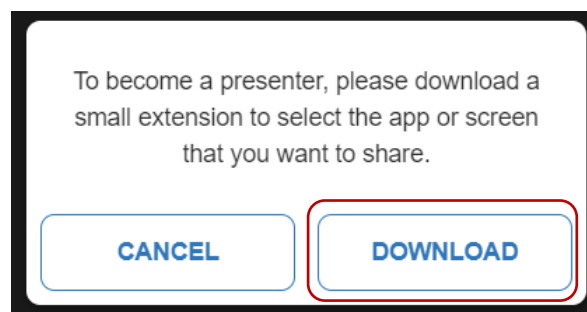 To become a presenter, please download a
small extension to select the app or screen
that you want to share.
CANCEL
DOWNLOAD